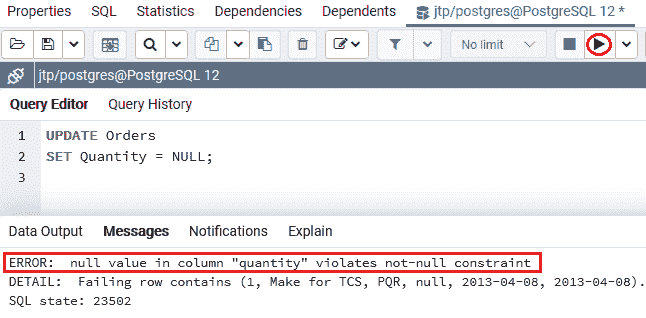 Properties SQL Statistics Dependencies Dependents jtp/postgres@PostgreSQL 12 *
No limit
jtp/postgres@PostgreSQL 12
Query Editor Query History
1 UPDATE Orders
2 SET Quantity = NULL;
3
Data Output Messages Notifications Explain
ERROR: null value in column "quantity" violates not-null constraint
DETAIL: Failing row contains (1, Make for TCS, PQR, null, 2013-04-08, 2013-04-08).
SQL state: 23502